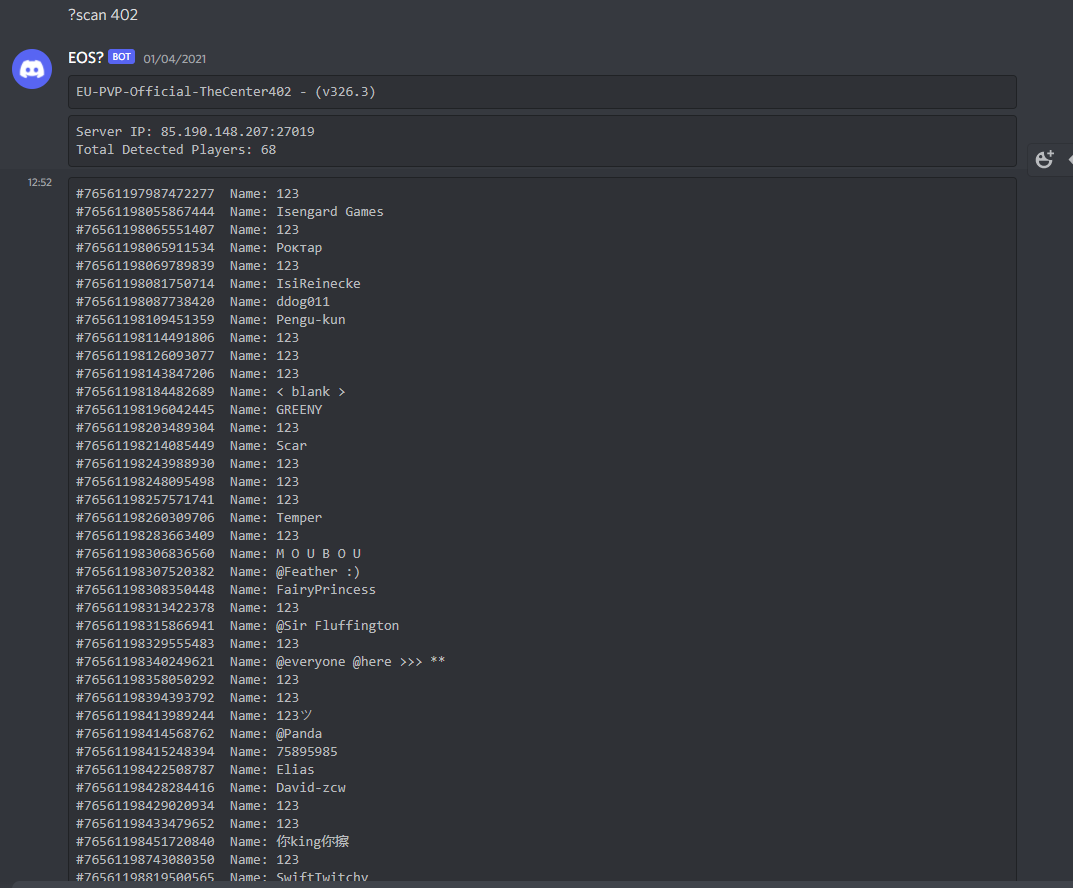 ?scan 402
EOS? BOT 01/04/2021
EU-PVP-Official-TheCenter402 - (v326.3)
Server IP: 85.190.148.207:27019
Total Detected Players: 68
12:52
#76561197987472277 Name: 123
#76561198055867444 Name: Isengard Games
#76561198065551407 Name: 123
#76561198065911534 Name: Роктар
#76561198069789839 Name: 123
#76561198081750714 Name: IsiReinecke
#76561198087738420 Name: ddog011
#76561198109451359 Name: Pengu-kun
#76561198114491806 Name: 123
#76561198126093077 Name: 123
#76561198143847206 Name: 123
#76561198184482689 Name: < blank >
#76561198196042445 Name: GREENY
#76561198203489304 Name: 123
#76561198214085449 Name: Scar
#76561198243988930 Name: 123
#76561198248095498 Name: 123
#76561198257571741 Name: 123
#76561198260309706 Name: Temper
#76561198283663409 Name: 123
#76561198306836560 Name: M O U B O U
#76561198307520382 Name: @Feather :)
#76561198308350448 Name: FairyPrincess
#76561198313422378 Name: 123
#76561198315866941 Name: @Sir Fluffington
#76561198329555483 Name: 123
#76561198340249621 Name: @everyone @here >>> **
#76561198358050292 Name: 123
#76561198394393792 Name: 123
#76561198413989244 Name: 123ツ
#76561198414568762 Name: @Panda
#76561198415248394 Name: 75895985
#76561198422508787 Name: Elias
#76561198428284416 Name: David-zcw
#76561198429020934 Name: 123
#76561198433479652 Name: 123
#76561198451720840 Name: 你king你擦
#76561198743080350 Name: 123
#76561198819500565 Name: SwiftTwitchy